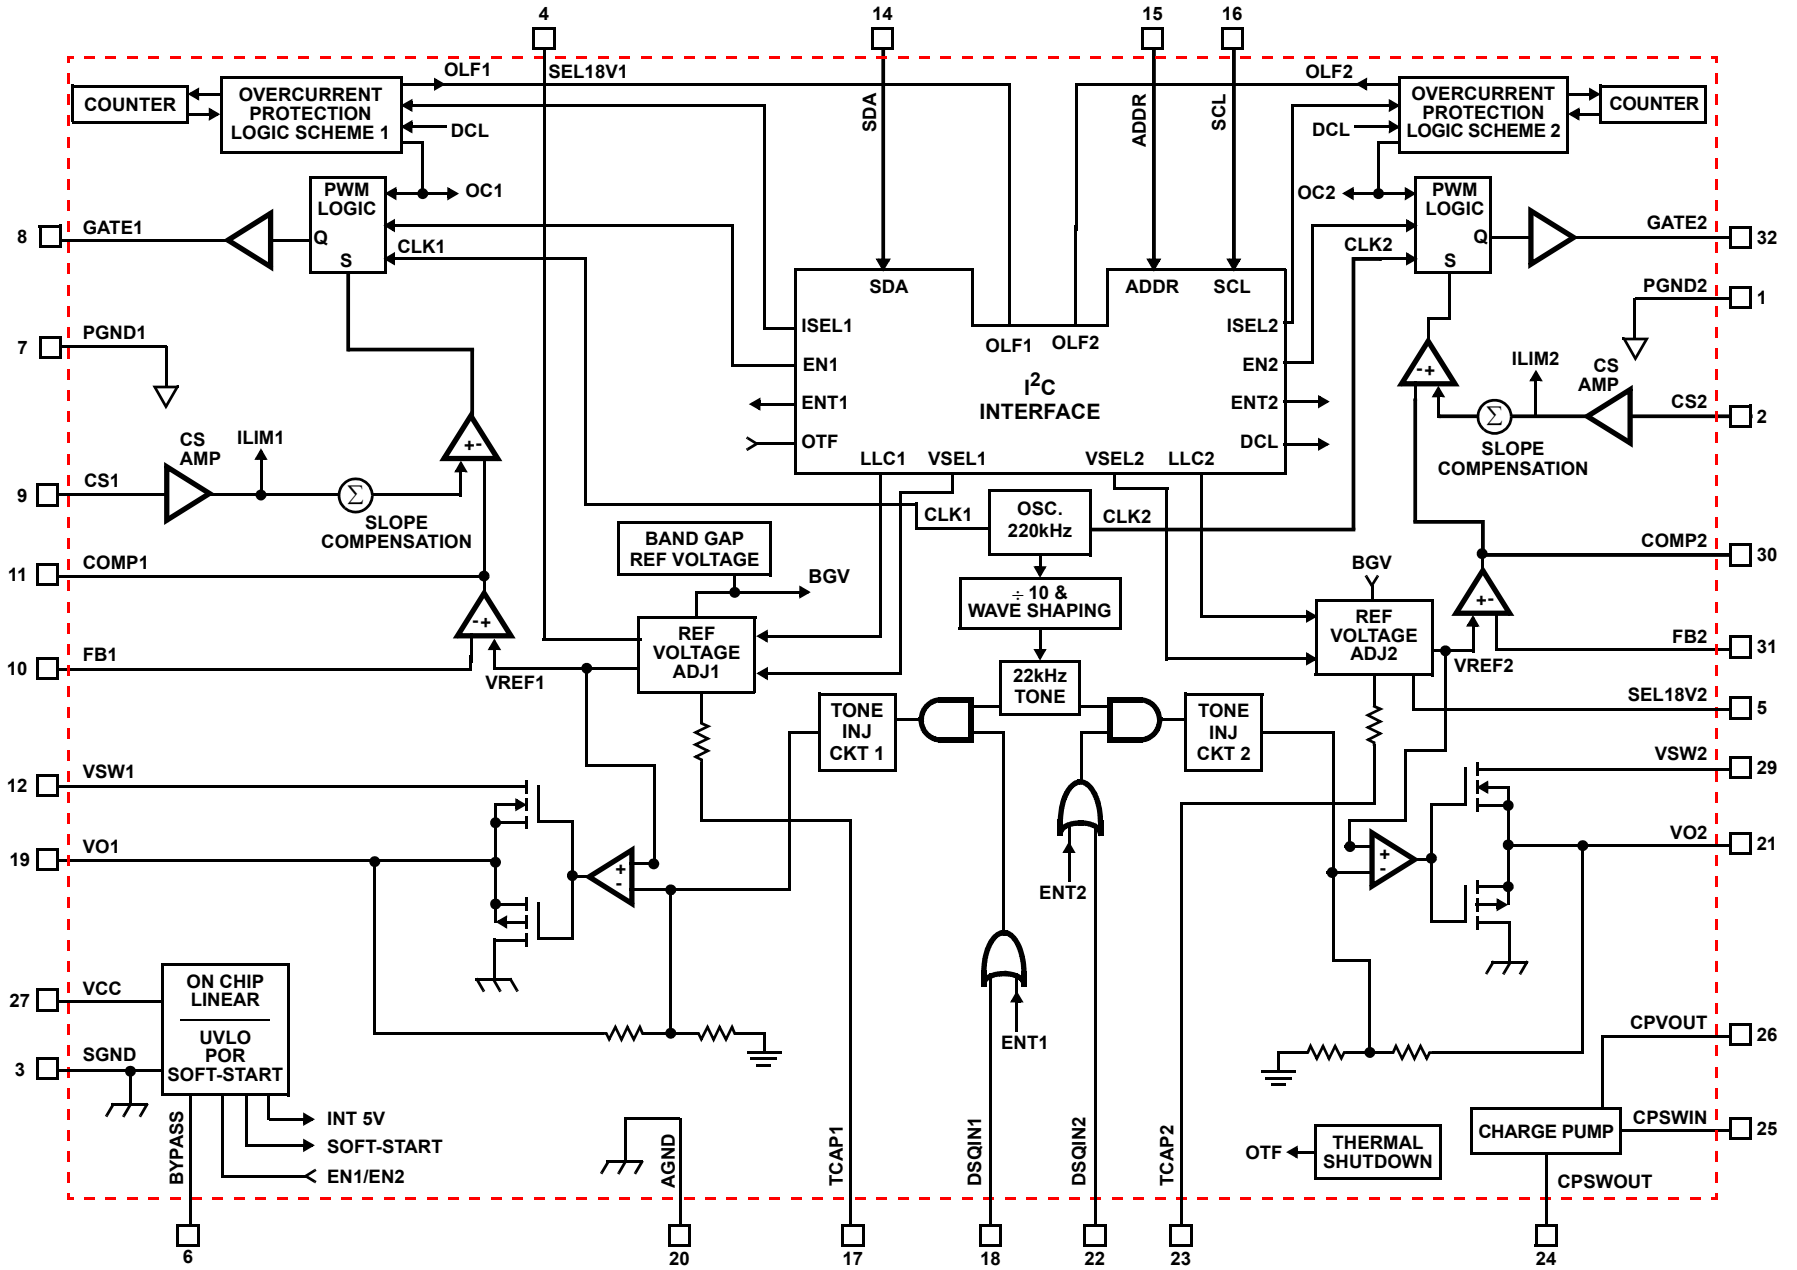 4
14
15
16
OLF1
SEL18V1
SDA
ADDR
SCL
OLF2
COUNTER
OVERCURRENT
PROTECTION
LOGIC SCHEME 1
DCL
DCL
OVERCURRENT
PROTECTION
LOGIC SCHEME 2
COUNTER
PWM
LOGIC
Q
S
OC1
CLK1
OC2
CLK2
PWM
LOGIC
Q
S
8
GATE1
GATE2
32
7
PGND1
PGND2
1
SDA
ADDR
SCL
ISEL1
OLF1
OLF2
ISEL2
EN1
EN2
I2C
INTERFACE
ENT1
ENT2
OTF
DCL
LLC1
VSEL1
VSEL2
LLC2
+-
CS
AMP
ILIM1
9
CS1
Σ
SLOPE
COMPENSATION
-+
ILIM2
CS
AMP
CS2
2
Σ
SLOPE
COMPENSATION
CLK1
OSC.
220kHz
CLK2
BAND GAP
REF VOLTAGE
BGV
÷ 10 &
WAVE SHAPING
22kHz
TONE
11
COMP1
COMP2
30
-+
10
FB1
VREF1
REF
VOLTAGE
ADJ1
BGV
REF
VOLTAGE
ADJ2
+-
VREF2
FB2
31
SEL18V2
5
TONE
INJ
CKT 1
TONE
INJ
CKT 2
12
VSW1
VSW2
29
19
VO1
+
-
+
-
VO2
21
ENT2
ENT1
27
VCC
ON CHIP
LINEAR
UVLO
POR
SOFT-START
3
SGND
INT 5V
SOFT-START
EN1/EN2
BYPASS
AGND
TCAP1
DSQIN1
DSQIN2
TCAP2
OTF
THERMAL
SHUTDOWN
CPVOUT
26
CHARGE PUMP
CPSWIN
25
CPSWOUT
6
20
17
18
22
23
24